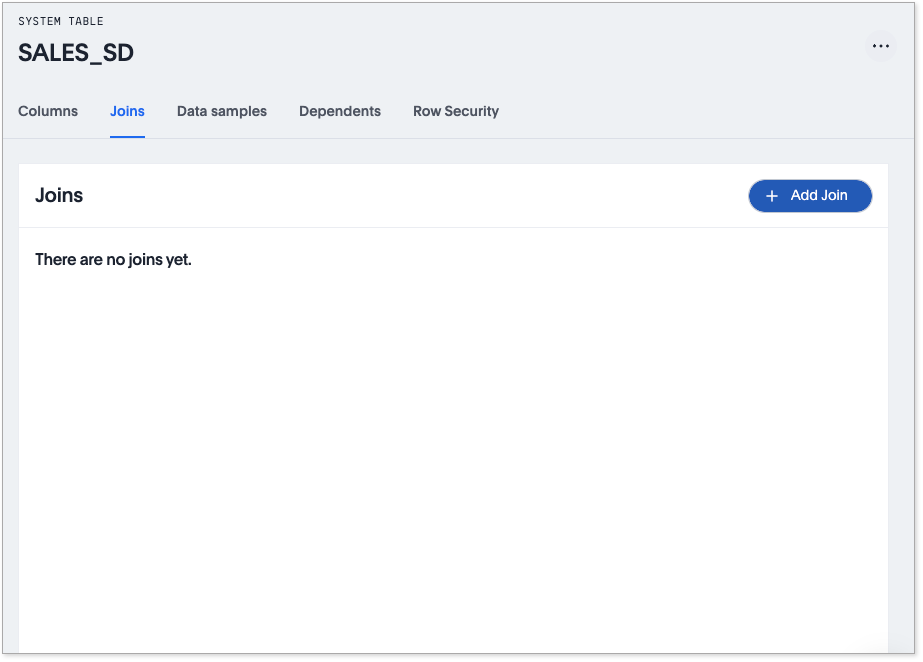 SYSTEM TABLE
SALES_SD
Columns Joins Data samples Dependents Row Security
Joins
+ Add Join
There are no joins yet.